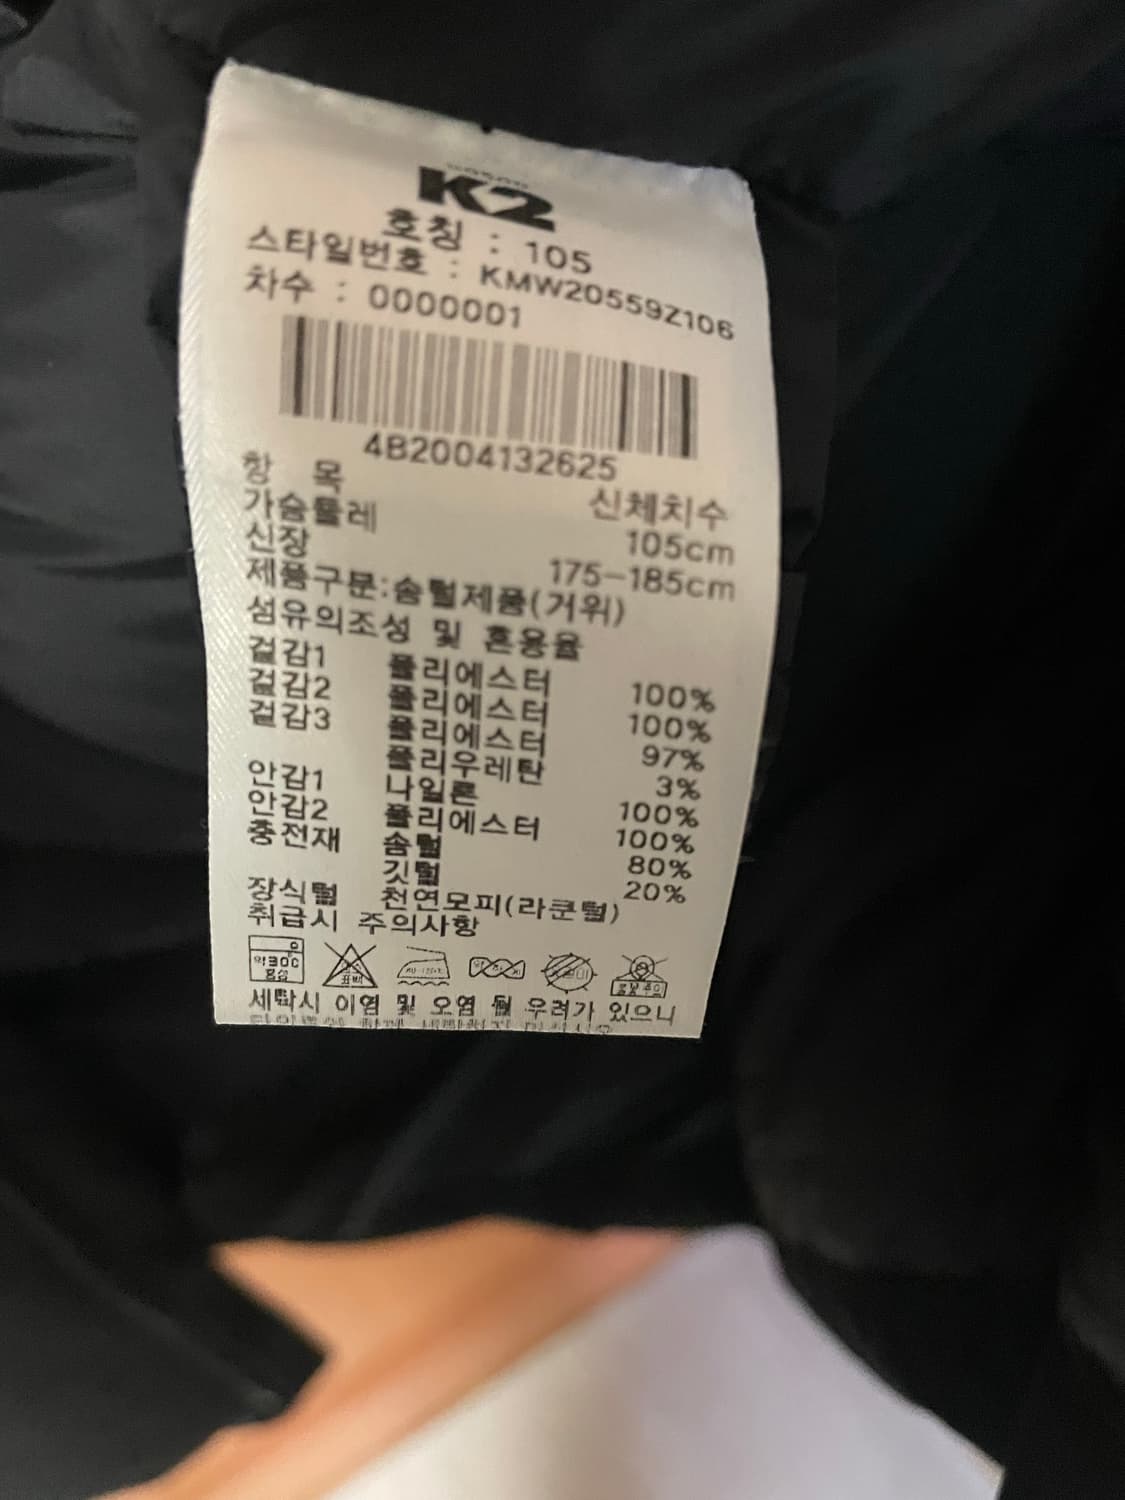 K2
호칭 : 105
스타일번호 : KMW20559Z106
차수 : 0000001
4B2004132625
항 목 신체치수
가슴둘레 105cm
신장 175-185cm
제품구분:솜털제품(거위)
섬유의조성 및 혼용율
겉감1 폴리에스터 100%
겉감2 폴리에스터 100%
겉감3 폴리에스터 97%
폴리우레탄 3%
안감1 나일론 100%
안감2 폴리에스터 100%
충전재 솜털 80%
깃털 20%
장식털 천연모피(라쿤털)
취급시 주의사항
약30℃
중성
표백
세탁시 이염 및 오염 될 우려가 있으니